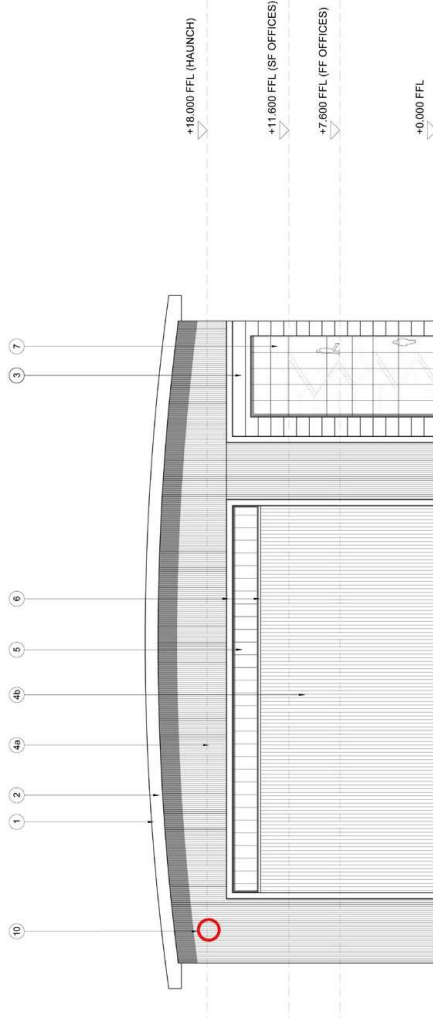 +18.000 FFL (HAUNCH)
+11.600 FFL (SF OFFICES)
+7.600 FFL (FF OFFICES)
+0.000 FFL
10
1
2
4a
4b
5
6
3
7